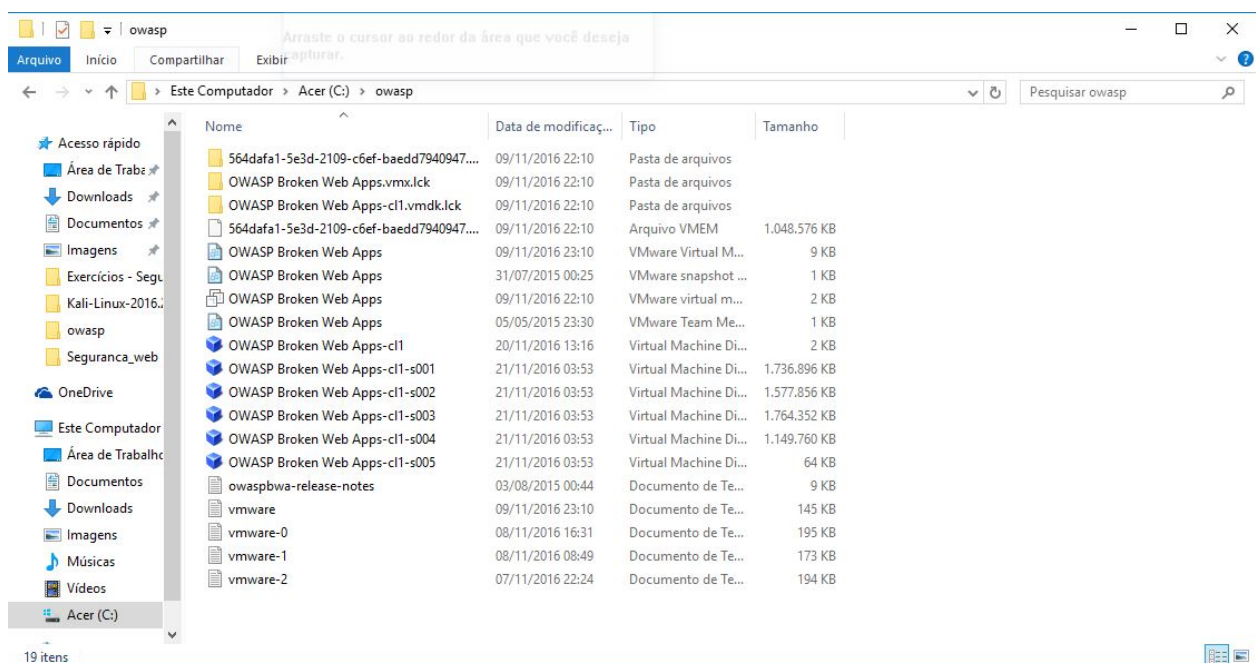 owasp
Arraste o cursor ao redor da área que você deseja
capturar.
Arquivo Início Compartilhar Exibir
Este Computador > Acer (C:) > owasp
Pesquisar owasp
Acesso rápido
Área de Traba
Downloads
Documentos
Imagens
Exercícios - Segu
Kali-Linux-2016.
owasp
Seguranca_web
OneDrive
Este Computador
Área de Trabalho
Documentos
Downloads
Imagens
Músicas
Vídeos
Acer (C:)
Nome Data de modificaç... Tipo Tamanho
564dafa1-5e3d-2109-c6ef-baedd7940947.... 09/11/2016 22:10 Pasta de arquivos
OWASP Broken Web Apps.vmx.lck 09/11/2016 22:10 Pasta de arquivos
OWASP Broken Web Apps-cl1.vmdk.lck 09/11/2016 22:10 Pasta de arquivos
564dafa1-5e3d-2109-c6ef-baedd7940947.... 09/11/2016 22:10 Arquivo VMEM 1.048.576 KB
OWASP Broken Web Apps 09/11/2016 23:10 VMware Virtual M... 9 KB
OWASP Broken Web Apps 31/07/2015 00:25 VMware snapshot ... 1 KB
OWASP Broken Web Apps 09/11/2016 22:10 VMware virtual m... 2 KB
OWASP Broken Web Apps 05/05/2015 23:30 VMware Team Me... 1 KB
OWASP Broken Web Apps-cl1 20/11/2016 13:16 Virtual Machine Di... 2 KB
OWASP Broken Web Apps-cl1-s001 21/11/2016 03:53 Virtual Machine Di... 1.736.896 KB
OWASP Broken Web Apps-cl1-s002 21/11/2016 03:53 Virtual Machine Di... 1.577.856 KB
OWASP Broken Web Apps-cl1-s003 21/11/2016 03:53 Virtual Machine Di... 1.764.352 KB
OWASP Broken Web Apps-cl1-s004 21/11/2016 03:53 Virtual Machine Di... 1.149.760 KB
OWASP Broken Web Apps-cl1-s005 21/11/2016 03:53 Virtual Machine Di... 64 KB
owaspbwa-release-notes 03/08/2015 00:44 Documento de Te... 9 KB
vmware 09/11/2016 23:10 Documento de Te... 145 KB
vmware-0 08/11/2016 16:31 Documento de Te... 195 KB
vmware-1 08/11/2016 08:49 Documento de Te... 173 KB
vmware-2 07/11/2016 22:24 Documento de Te... 194 KB
19 itens